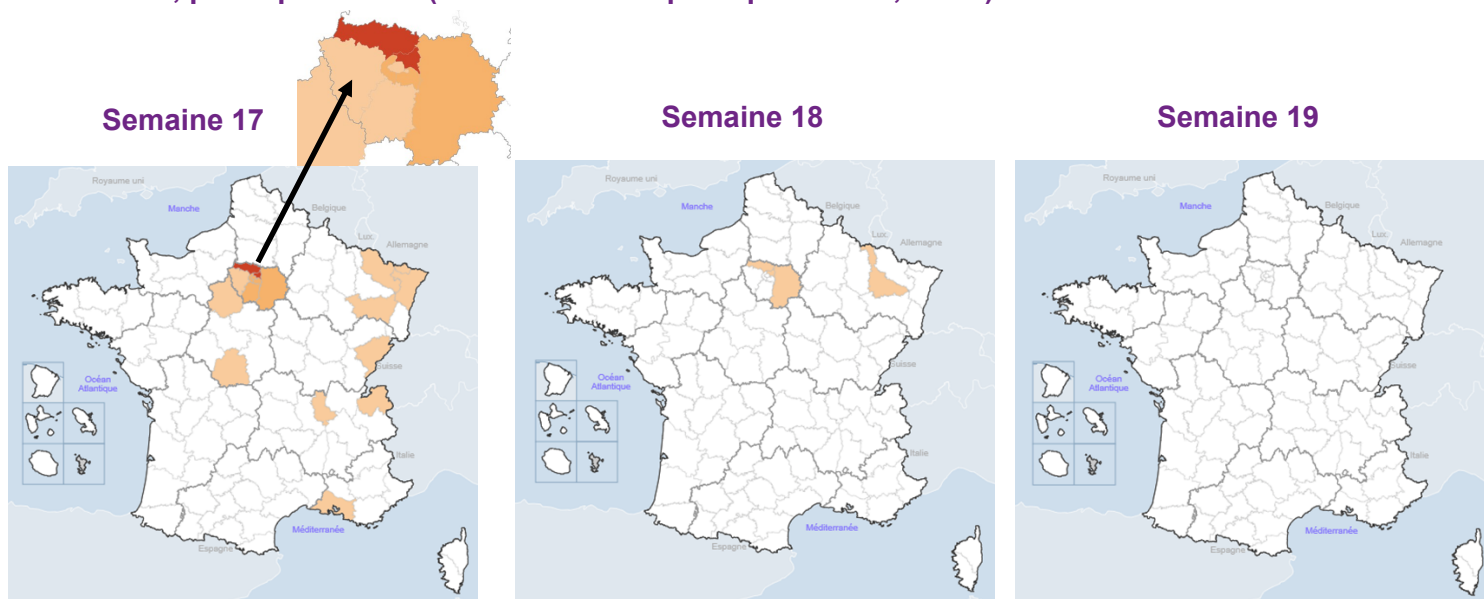 Semaine 17
Semaine 18
Semaine 19
Royaume uni
Manche
Belgique
Lux.
Allemagne
Suisse
Océan
Atlantique
Italie
Méditerranée
Espagne
Royaume uni
Manche
Belgique
Lux.
Allemagne
Suisse
Océan
Atlantique
Italie
Méditerranée
Espagne
Royaume uni
Manche
Belgique
Lux.
Allemagne
Suisse
Océan
Atlantique
Italie
Méditerranée
Espagne